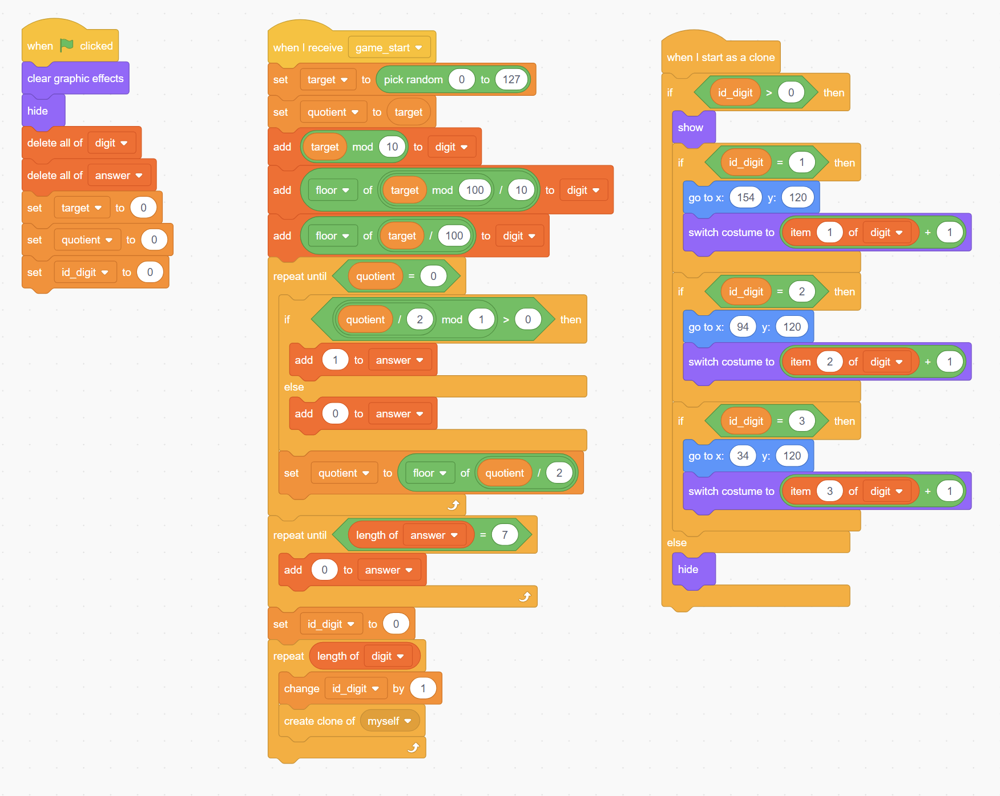 when clicked
clear graphic effects
hide
delete all of digit
delete all of answer
set target to 0
set quotient to 0
set id_digit to 0
when I receive game_start
set target to pick random 0 to 127
set quotient to target
add target mod 10 to digit
add floor of target mod 100 / 10 to digit
add floor of target / 100 to digit
repeat until quotient = 0
if quotient / 2 mod 1 > 0 then
add 1 to answer
else
add 0 to answer
set quotient to floor of quotient / 2
repeat until length of answer = 7
add 0 to answer
set id_digit to 0
repeat length of digit
change id_digit by 1
create clone of myself
when I start as a clone
if id_digit > 0 then
show
if id_digit = 1 then
go to x: 154 y: 120
switch costume to item 1 of digit + 1
if id_digit = 2 then
go to x: 94 y: 120
switch costume to item 2 of digit + 1
if id_digit = 3 then
go to x: 34 y: 120
switch costume to item 3 of digit + 1
else
hide